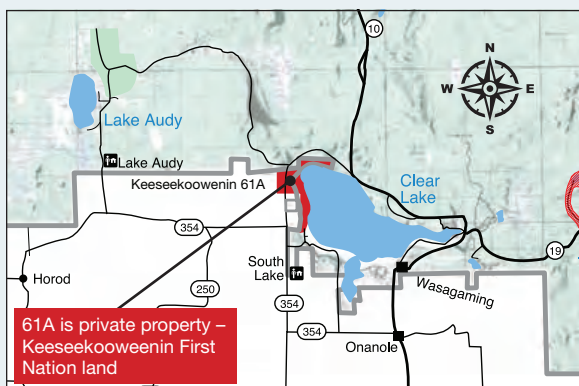 10
N
W
E
S
Lake Audy
Lake Audy
Keeseekoowenin 61A
Clear
Lake
354
19
South
Lake
Horod
250
354
Wasagaming
61A is private property –
Keeseekooweenin First
Nation land
354
Onanole